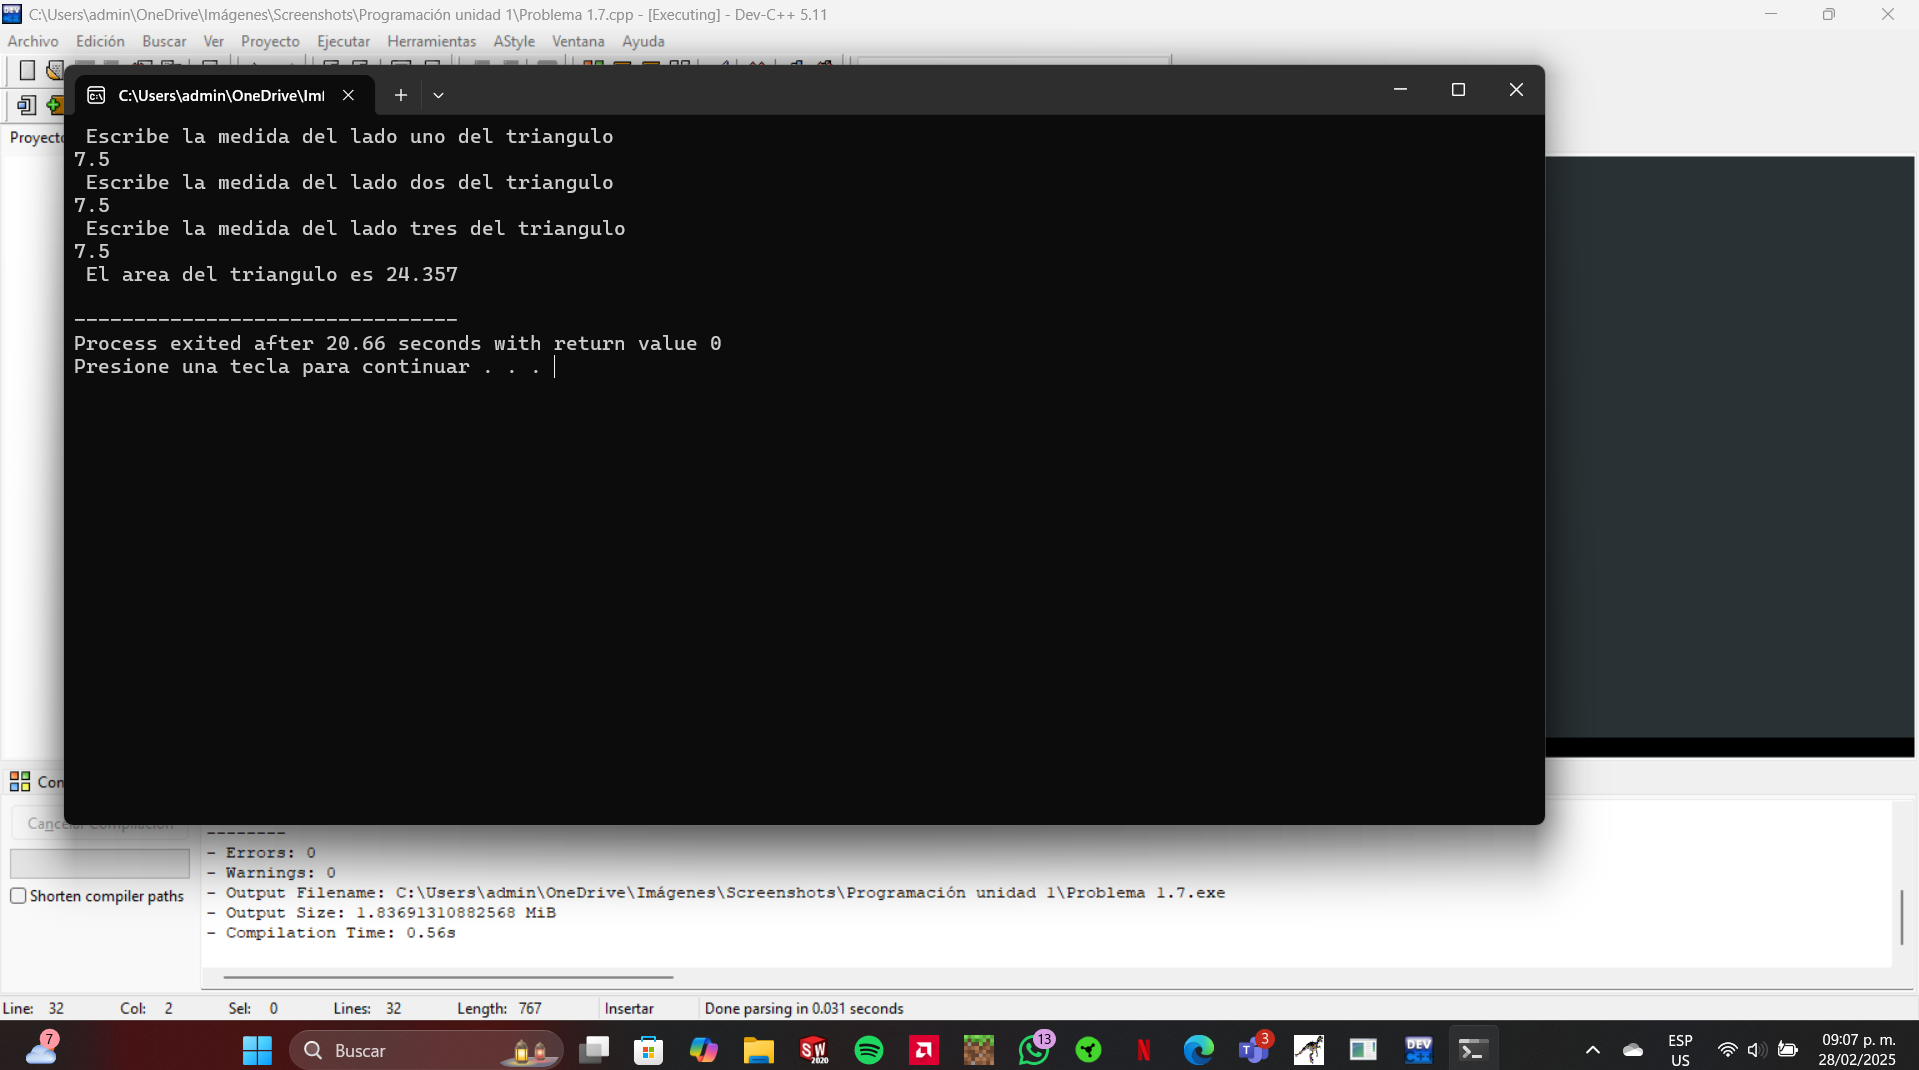 C:\Users\admin\OneDrive\Imágenes\Screenshots\Programación unidad 1\Problema 1.7.cpp - [Executing] - Dev-C++ 5.11
Archivo Edición Buscar Ver Proyecto Ejecutar Herramientas AStyle Ventana Ayuda
C:\Users\admin\OneDrive\Im
Proyecto
Escribe la medida del lado uno del triangulo
7.5
Escribe la medida del lado dos del triangulo
7.5
Escribe la medida del lado tres del triangulo
7.5
El area del triangulo es 24.357
--------------------------------
Process exited after 20.66 seconds with return value 0
Presione una tecla para continuar . . .
Cancelar Compilación
--------
- Errors: 0
- Warnings: 0
- Output Filename: C:\Users\admin\OneDrive\Imágenes\Screenshots\Programación unidad 1\Problema 1.7.exe
Shorten compiler paths
- Output Size: 1.83691310882568 MiB
- Compilation Time: 0.56s
Line: 32 Col: 2 Sel: 0 Lines: 32 Length: 767 Insertar Done parsing in 0.031 seconds
7
Buscar
SW 2020
13
3
DEV
ESP
US
09:07 p. m.
28/02/2025